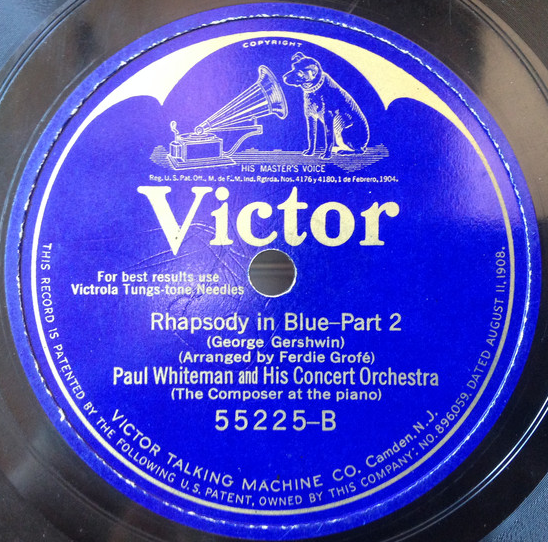 COPYRIGHT
HIS MASTER'S VOICE
Reg. U.S. Pat. Off., M. de F.M. Ind. Rgtrda. Nos. 4176 y 4180, 1 de Febrero, 1904.
Victor
For best results use
Victrola Tungs-tone Needles
Rhapsody in Blue-Part 2
(George Gershwin)
(Arranged by Ferdie Grofé)
Paul Whiteman and His Concert Orchestra
(The Composer at the piano)
55225-B
VICTOR TALKING MACHINE CO. Camden, N.J.
THIS RECORD IS PATENTED BY THE FOLLOWING U.S. PATENT, OWNED BY THIS COMPANY: NO. 896,059, DATED AUGUST 11, 1908.